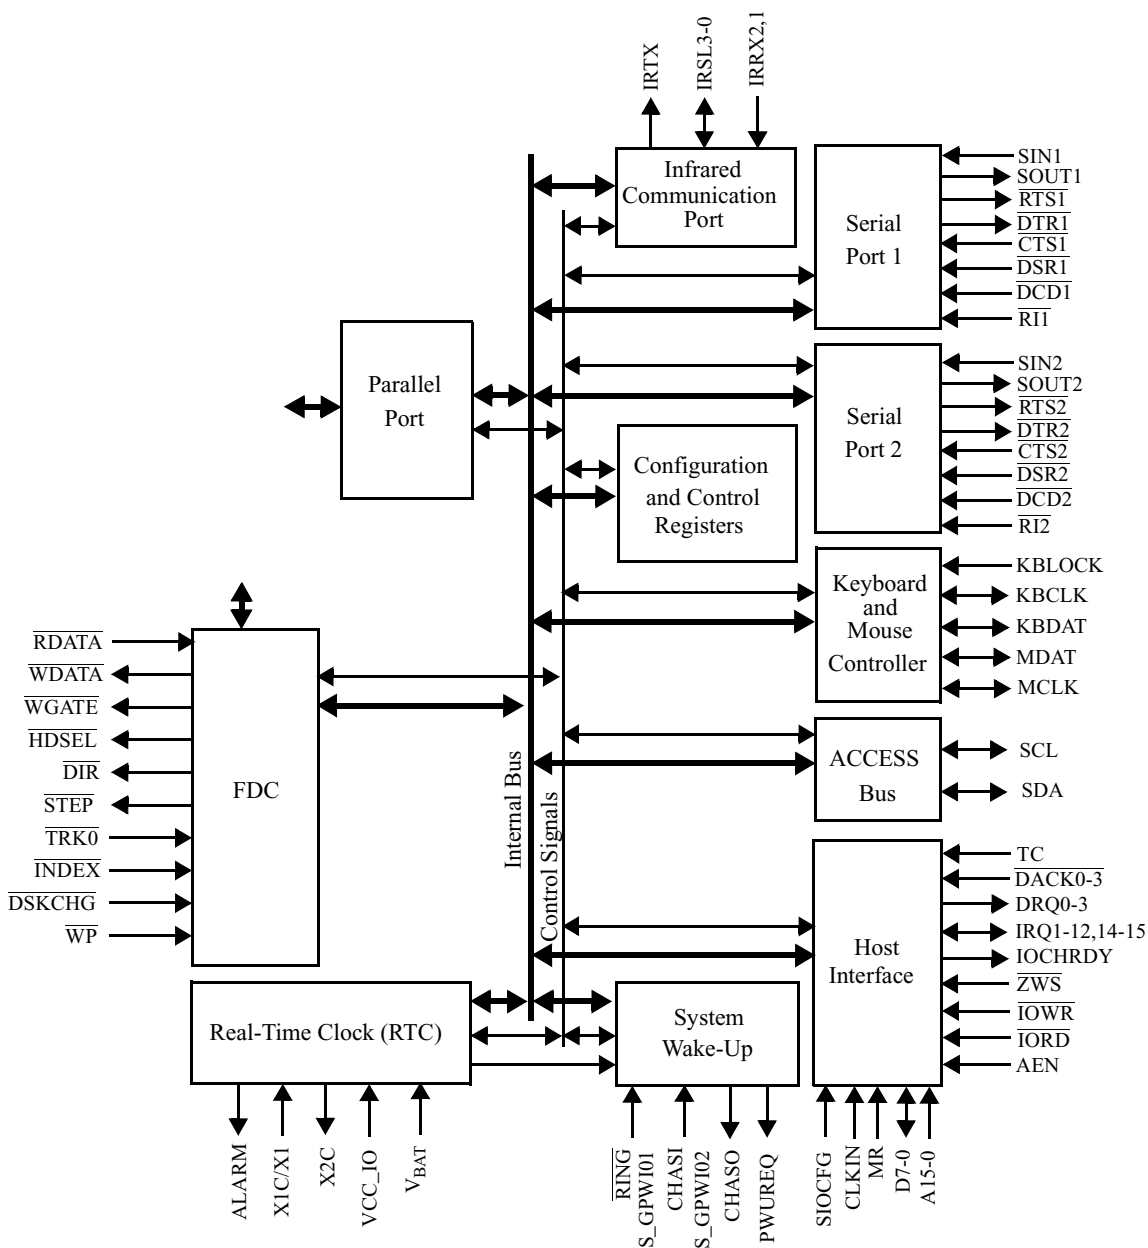 IRTX
IRSL3-0
IRRX2,1
Infrared
Communication
Port
Serial
Port 1
SIN1
SOUT1
RTS1
DTR1
CTS1
DSR1
DCD1
RI1
Parallel
Port
Serial
Port 2
SIN2
SOUT2
RTS2
DTR2
CTS2
DSR2
DCD2
RI2
Configuration
and Control
Registers
Keyboard
and
Mouse
Controller
KBLOCK
KBCLK
KBDAT
MDAT
MCLK
RDATA
WDATA
WGATE
HDSEL
DIR
STEP
TRK0
INDEX
DSKCHG
WP
FDC
Internal Bus
Control Signals
ACCESS
Bus
SCL
SDA
Host
Interface
TC
DACK0-3
DRQ0-3
IRQ1-12,14-15
IOCHRDY
ZWS
IOWR
IORD
AEN
Real-Time Clock (RTC)
System
Wake-Up
ALARM
X1C/X1
X2C
VCC_IO
VBAT
RING
S_GPWI01
CHASI
S_GPWI02
CHASO
PWUREQ
SIOCFG
CLKIN
MR
D7-0
A15-0